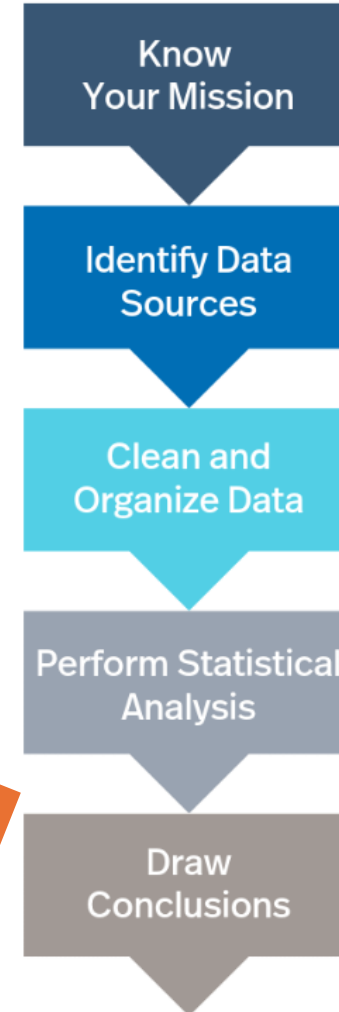 Know
Your Mission
Identify Data
Sources
Clean and
Organize Data
Perform Statistical
Analysis
Draw
Conclusions